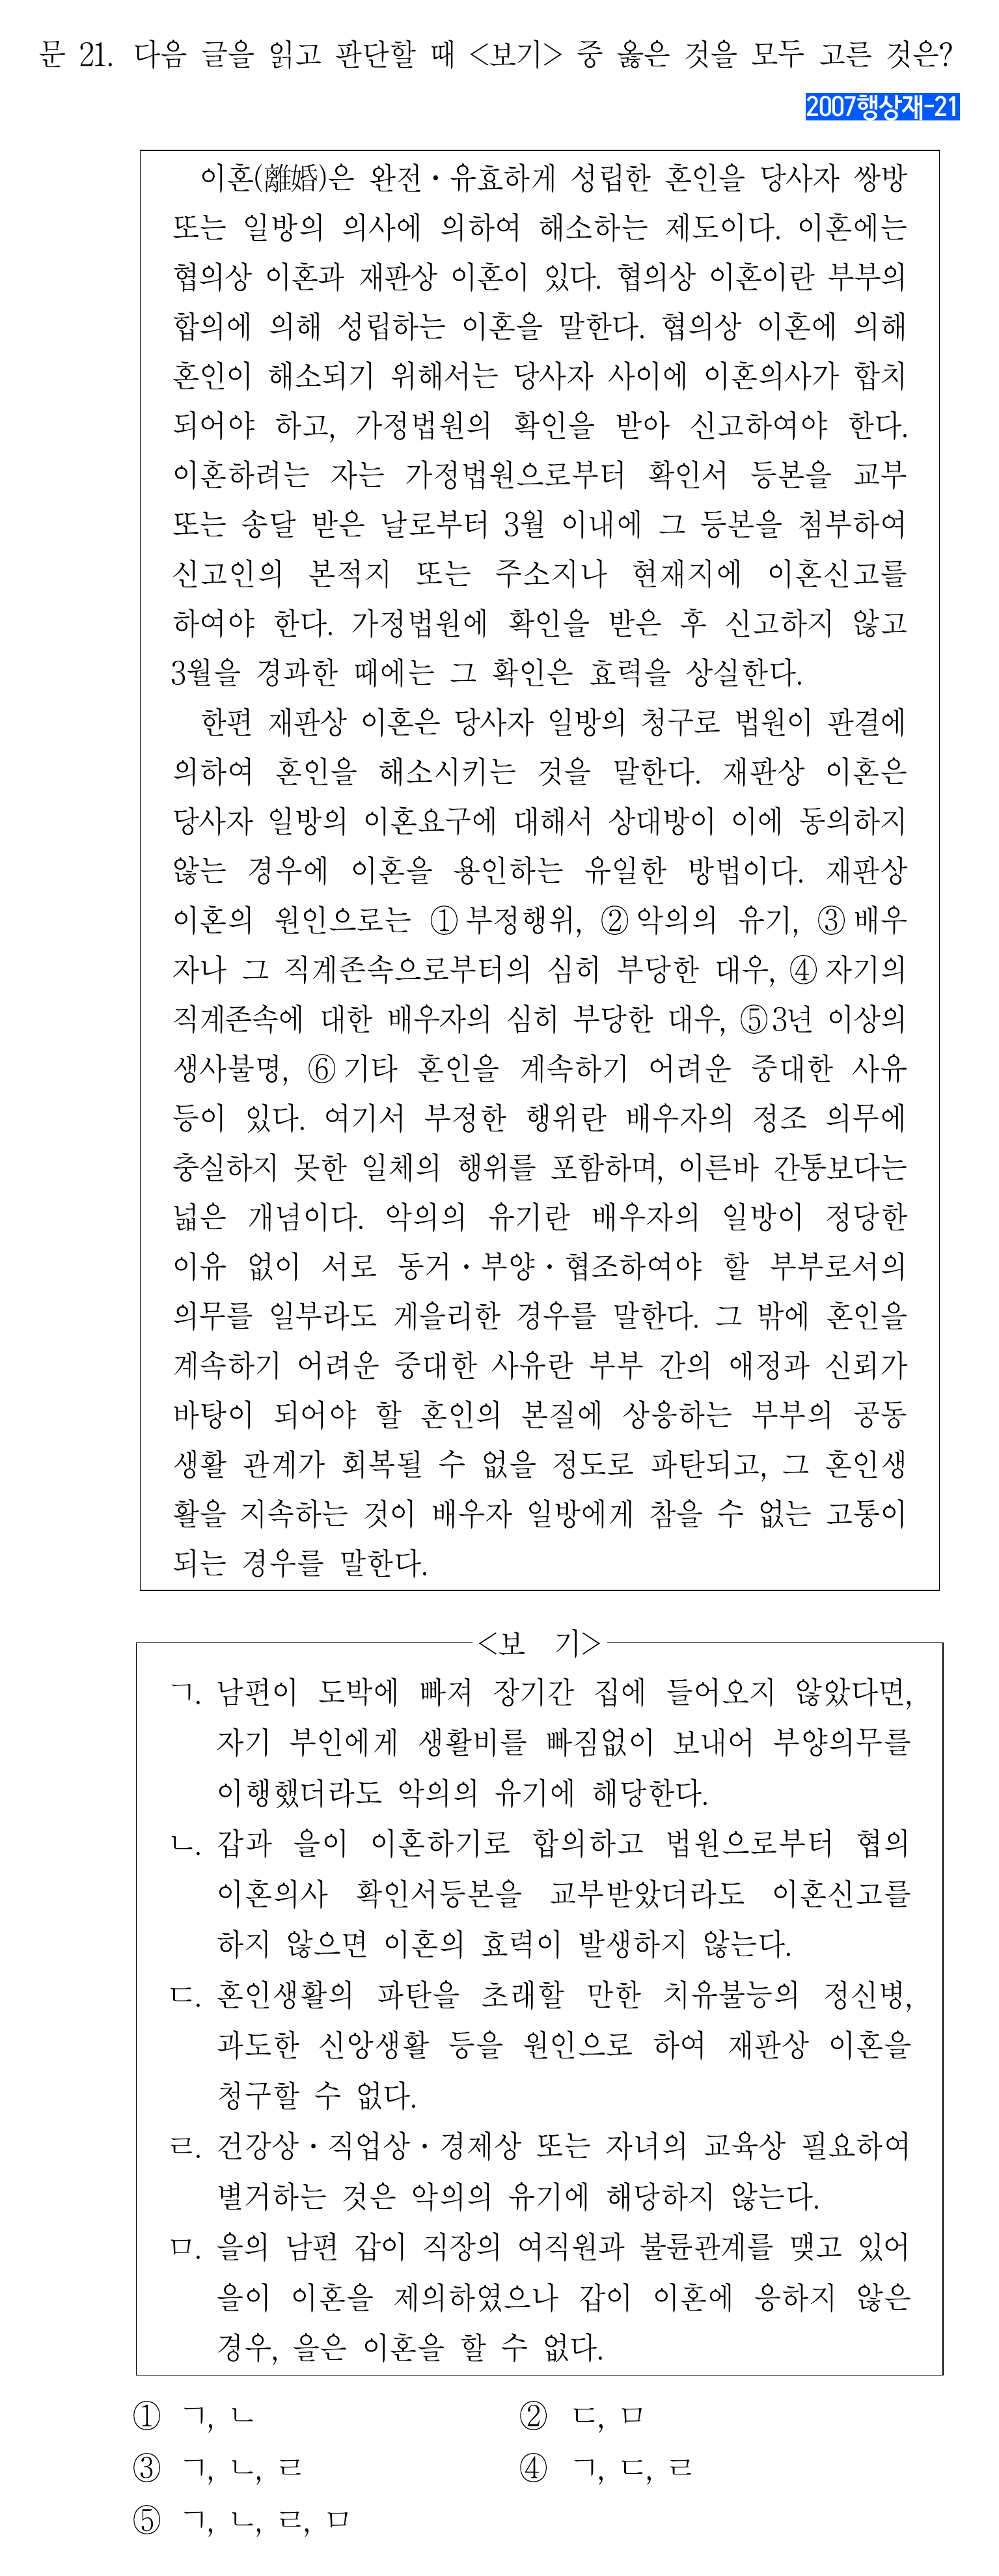 문 21. 다음 글을 읽고 판단할 때 <보기> 중 옳은 것을 모두 고른 것은?
2007행상재-21
이혼(離婚)은 완전·유효하게 성립한 혼인을 당사자 쌍방
또는 일방의 의사에 의하여 해소하는 제도이다. 이혼에는
협의상 이혼과 재판상 이혼이 있다. 협의상 이혼이란 부부의
합의에 의해 성립하는 이혼을 말한다. 협의상 이혼에 의해
혼인이 해소되기 위해서는 당사자 사이에 이혼의사가 합치
되어야 하고, 가정법원의 확인을 받아 신고하여야 한다.
이혼하려는 자는 가정법원으로부터 확인서 등본을 교부
또는 송달 받은 날로부터 3월 이내에 그 등본을 첨부하여
신고인의 본적지 또는 주소지나 현재지에 이혼신고를
하여야 한다. 가정법원에 확인을 받은 후 신고하지 않고
3월을 경과한 때에는 그 확인은 효력을 상실한다.
한편 재판상 이혼은 당사자 일방의 청구로 법원이 판결에
의하여 혼인을 해소시키는 것을 말한다. 재판상 이혼은
당사자 일방의 이혼요구에 대해서 상대방이 이에 동의하지
않는 경우에 이혼을 용인하는 유일한 방법이다. 재판상
이혼의 원인으로는 ① 부정행위, ② 악의의 유기, ③ 배우
자나 그 직계존속으로부터의 심히 부당한 대우, ④ 자기의
직계존속에 대한 배우자의 심히 부당한 대우, ⑤ 3년 이상의
생사불명, ⑥ 기타 혼인을 계속하기 어려운 중대한 사유
등이 있다. 여기서 부정한 행위란 배우자의 정조 의무에
충실하지 못한 일체의 행위를 포함하며, 이른바 간통보다는
넓은 개념이다. 악의의 유기란 배우자의 일방이 정당한
이유 없이 서로 동거·부양·협조하여야 할 부부로서의
의무를 일부라도 게을리한 경우를 말한다. 그 밖에 혼인을
계속하기 어려운 중대한 사유란 부부 간의 애정과 신뢰가
바탕이 되어야 할 혼인의 본질에 상응하는 부부의 공동
생활 관계가 회복될 수 없을 정도로 파탄되고, 그 혼인생
활을 지속하는 것이 배우자 일방에게 참을 수 없는 고통이
되는 경우를 말한다.
<보 기>
ㄱ. 남편이 도박에 빠져 장기간 집에 들어오지 않았다면,
자기 부인에게 생활비를 빠짐없이 보내어 부양의무를
이행했더라도 악의의 유기에 해당한다.
ㄴ. 갑과 을이 이혼하기로 합의하고 법원으로부터 협의
이혼의사 확인서등본을 교부받았더라도 이혼신고를
하지 않으면 이혼의 효력이 발생하지 않는다.
ㄷ. 혼인생활의 파탄을 초래할 만한 치유불능의 정신병,
과도한 신앙생활 등을 원인으로 하여 재판상 이혼을
청구할 수 없다.
ㄹ. 건강상·직업상·경제상 또는 자녀의 교육상 필요하여
별거하는 것은 악의의 유기에 해당하지 않는다.
ㅁ. 을의 남편 갑이 직장의 여직원과 불륜관계를 맺고 있어
을이 이혼을 제의하였으나 갑이 이혼에 응하지 않은
경우, 을은 이혼을 할 수 없다.
① ㄱ, ㄴ ② ㄷ, ㅁ
③ ㄱ, ㄴ, ㄹ ④ ㄱ, ㄷ, ㄹ
⑤ ㄱ, ㄴ, ㄹ, ㅁ